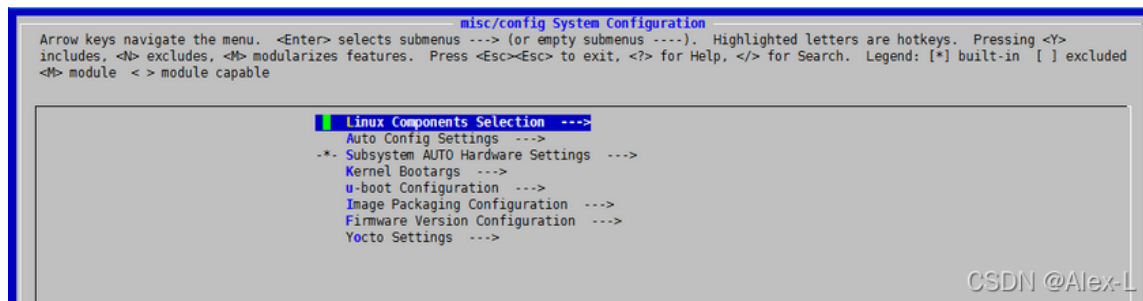 misc/config System Configuration
Arrow keys navigate the menu. <Enter> selects submenus ---> (or empty submenus ----). Highlighted letters are hotkeys. Pressing <Y>
includes, <N> excludes, <M> modularizes features. Press <Esc><Esc> to exit, <?> for Help, </> for Search. Legend: [*] built-in [ ] excluded
<M> module < > module capable
Linux Components Selection --->
Auto Config Settings --->
-*- Subsystem AUTO Hardware Settings --->
Kernel Bootargs --->
u-boot Configuration --->
Image Packaging Configuration --->
Firmware Version Configuration --->
Yocto Settings --->
CSDN @Alex-L